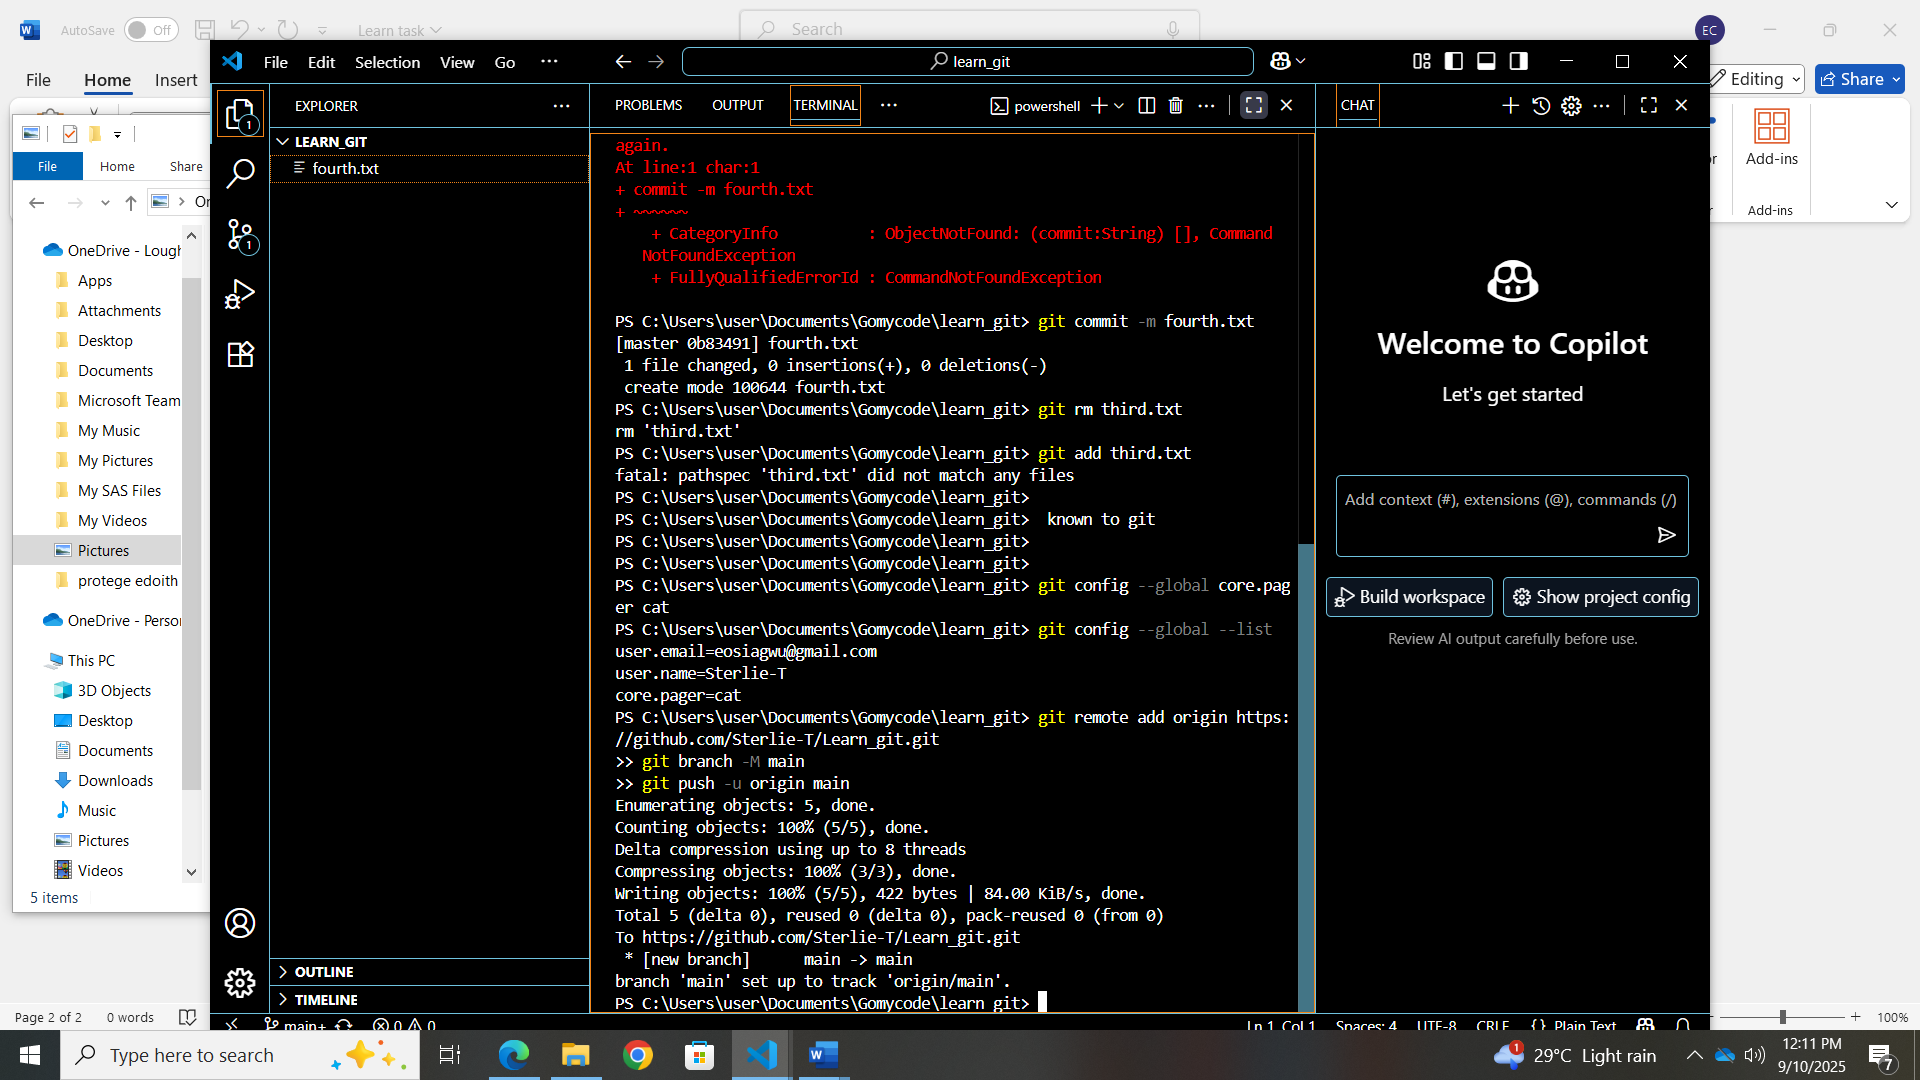 AutoSave Off Learn task Search EC
File Home Insert Editing Share
Add-ins
Add-ins
File Home Share
OneDrive - Lough
Apps
Attachments
Desktop
Documents
Microsoft Team
My Music
My Pictures
My SAS Files
My Videos
Pictures
protege edoith
OneDrive - Person
This PC
3D Objects
Desktop
Documents
Downloads
Music
Pictures
Videos
5 items
Page 2 of 2 0 words
100%
File Edit Selection View Go ··· learn_git
EXPLORER ···
1
1
LEARN_GIT
fourth.txt
OUTLINE
TIMELINE
PROBLEMS OUTPUT TERMINAL ··· powershell ···
again.
At line:1 char:1
+ commit -m fourth.txt
+ ~~~~~~
+ CategoryInfo : ObjectNotFound: (commit:String) [], Command
NotFoundException
+ FullyQualifiedErrorId : CommandNotFoundException
PS C:\Users\user\Documents\Gomycode\learn_git> git commit -m fourth.txt
[master 0b83491] fourth.txt
1 file changed, 0 insertions(+), 0 deletions(-)
create mode 100644 fourth.txt
PS C:\Users\user\Documents\Gomycode\learn_git> git rm third.txt
rm 'third.txt'
PS C:\Users\user\Documents\Gomycode\learn_git> git add third.txt
fatal: pathspec 'third.txt' did not match any files
PS C:\Users\user\Documents\Gomycode\learn_git>
PS C:\Users\user\Documents\Gomycode\learn_git>  known to git
PS C:\Users\user\Documents\Gomycode\learn_git>
PS C:\Users\user\Documents\Gomycode\learn_git>
PS C:\Users\user\Documents\Gomycode\learn_git> git config --global core.pag
er cat
PS C:\Users\user\Documents\Gomycode\learn_git> git config --global --list
user.email=eosiagwu@gmail.com
user.name=Sterlie-T
core.pager=cat
PS C:\Users\user\Documents\Gomycode\learn_git> git remote add origin https:
//github.com/Sterlie-T/Learn_git.git
>> git branch -M main
>> git push -u origin main
Enumerating objects: 5, done.
Counting objects: 100% (5/5), done.
Delta compression using up to 8 threads
Compressing objects: 100% (3/3), done.
Writing objects: 100% (5/5), 422 bytes | 84.00 KiB/s, done.
Total 5 (delta 0), reused 0 (delta 0), pack-reused 0 (from 0)
To https://github.com/Sterlie-T/Learn_git.git
* [new branch]      main -> main
branch 'main' set up to track 'origin/main'.
PS C:\Users\user\Documents\Gomycode\learn_git>
CHAT ···
Welcome to Copilot
Let's get started
Add context (#), extensions (@), commands (/)
Build workspace Show project config
Review AI output carefully before use.
main+ 0 0 Ln 1, Col 1 Spaces: 4 UTF-8 CRLF {} Plain Text
Type here to search
1 29°C Light rain
12:11 PM
9/10/2025
7